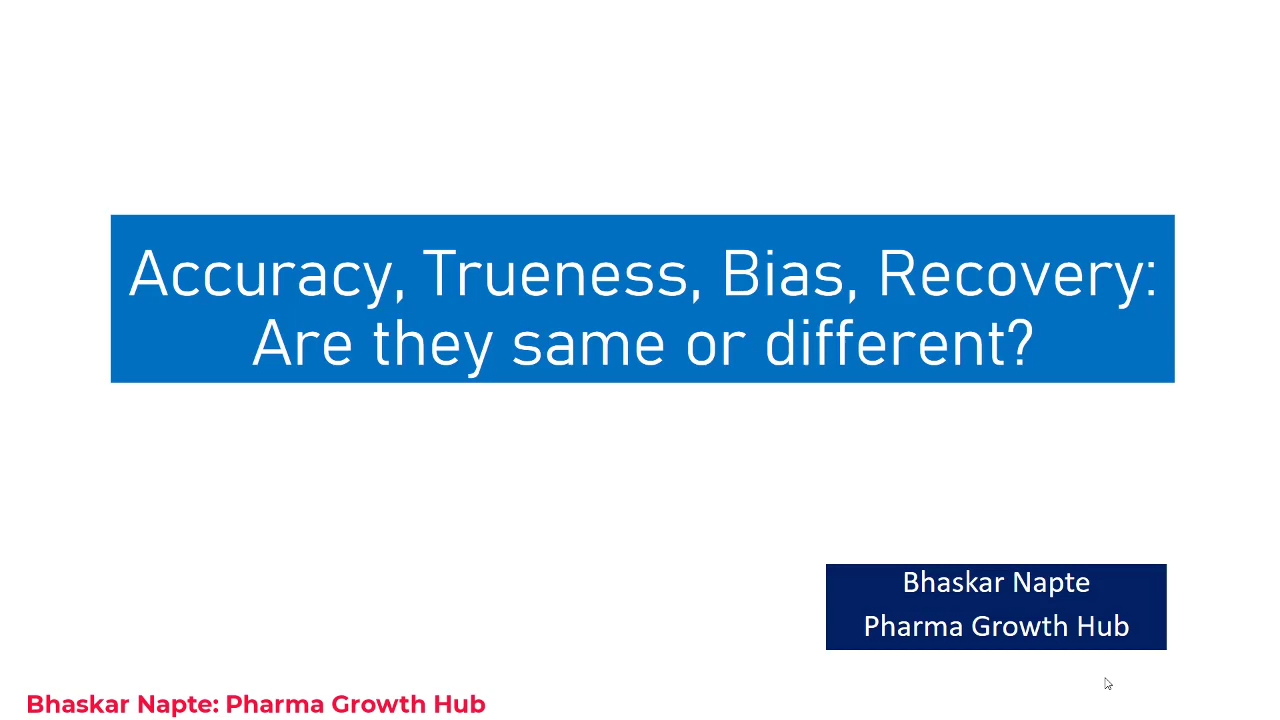 Accuracy, Trueness, Bias, Recovery:
Are they same or different?
Bhaskar Napte
Pharma Growth Hub
Bhaskar Napte: Pharma Growth Hub